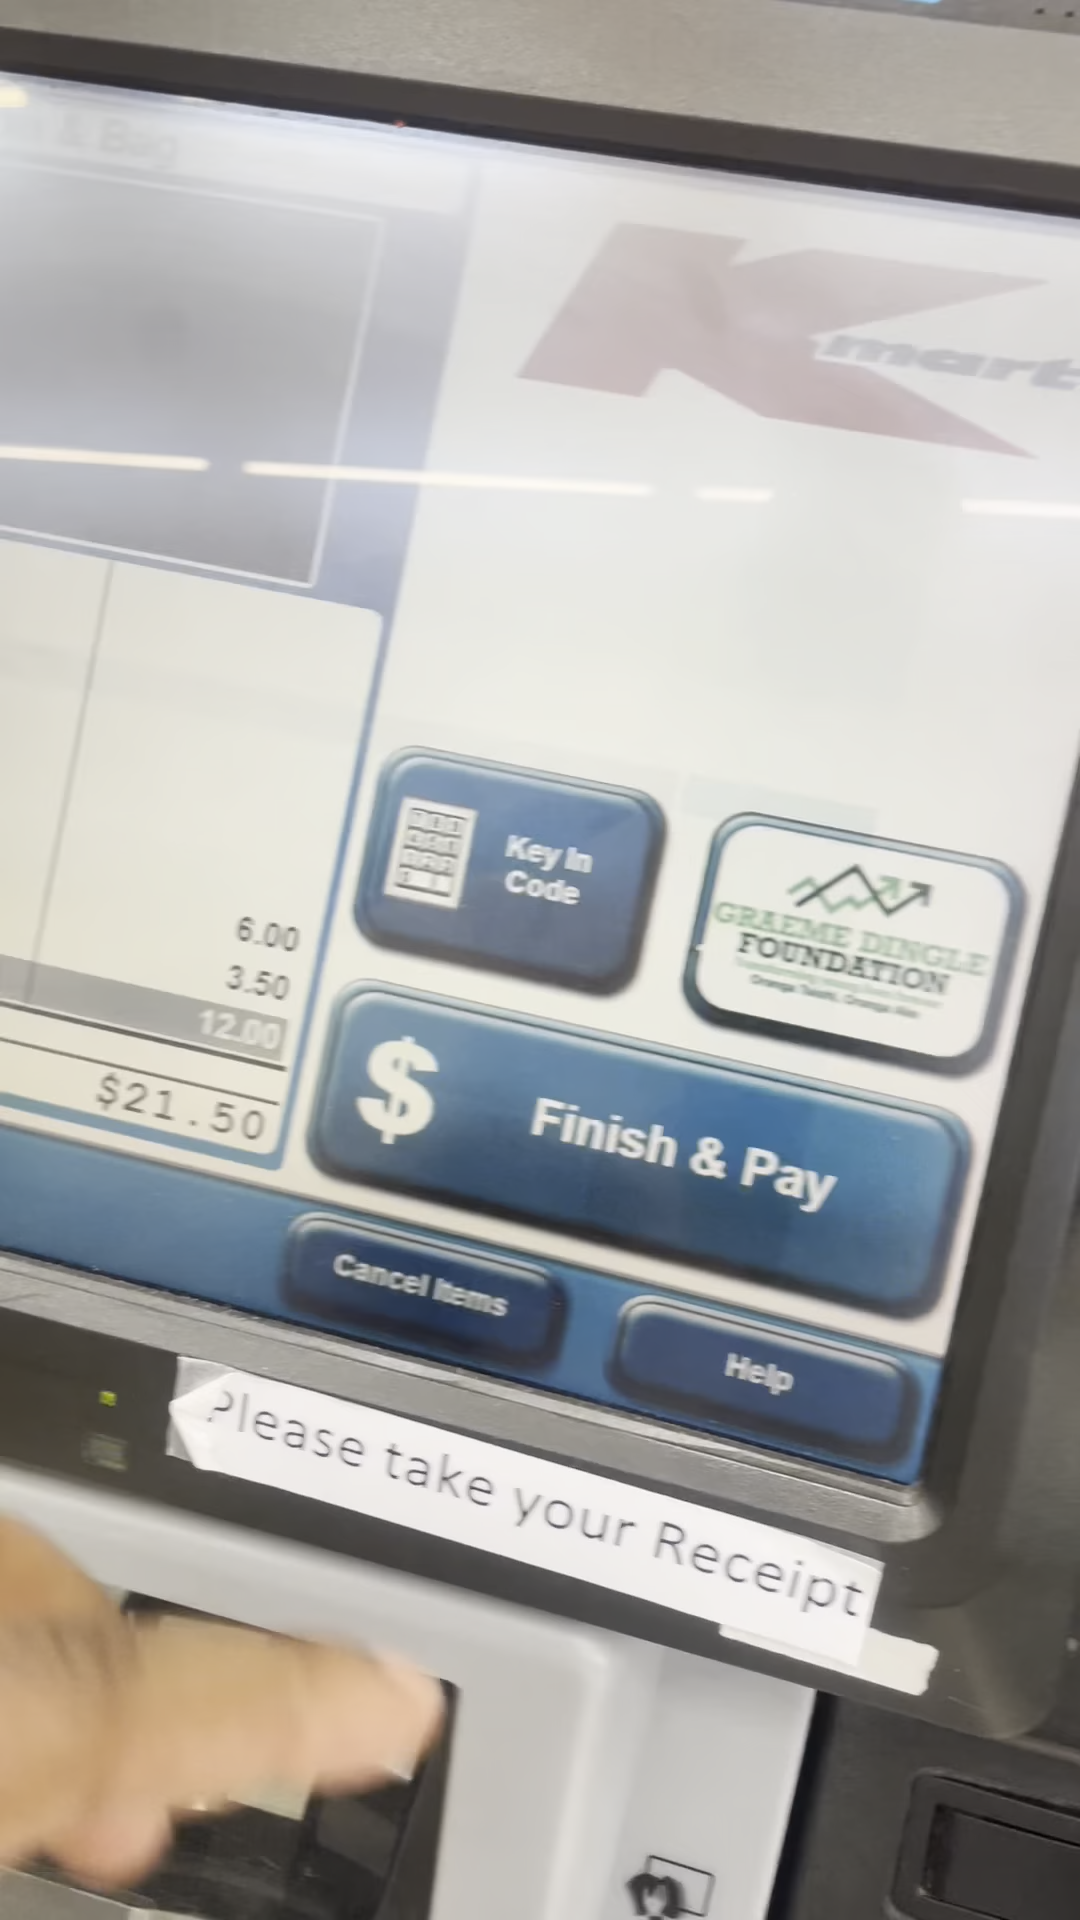 & Bag
Kmart
Key In
Code
GRAEME DINGLE
FOUNDATION
6.00
3.50
12.00
$21.50
$
Finish & Pay
Cancel Items
Help
Please take your Receipt